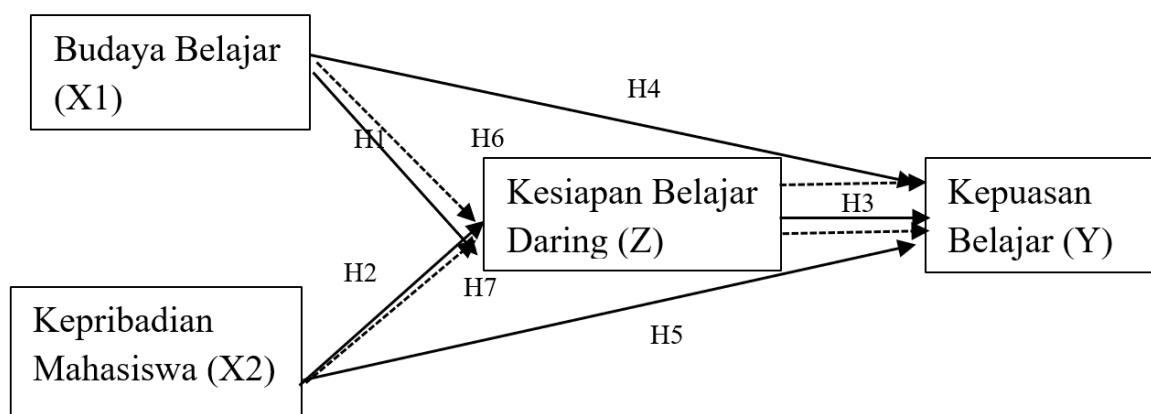 Budaya Belajar
(X1)
H4
H1
H6
Kesiapan Belajar
Daring (Z)
H3
Kepuasan
Belajar (Y)
H2
H7
Kepribadian
Mahasiswa (X2)
H5